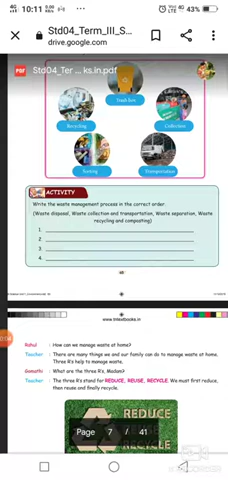 10:11
43%
Std04_Term_III_S...
drive.google.com
PDF
Std04_Ter ... ks.in.pdf
Trash bin
Recycling
Collection
Sorting
Transportation
ACTIVITY
Write the waste management process in the correct order.
(Waste disposal, Waste collection and transportation, Waste separation, Waste
recycling and composting)
1.
2.
3.
4.
www.tntextbooks.in
Rahul : How can we manage waste at home?
Teacher : There are many things we and our family can do to manage waste at home.
Three R's help to manage waste.
Gomathi : What are the three R's, Madam?
Teacher : The three R's stand for REDUCE, REUSE, RECYCLE. We must first reduce,
then reuse and finally recycle.
REDUCE
Page 7 / 41
RECYCLE